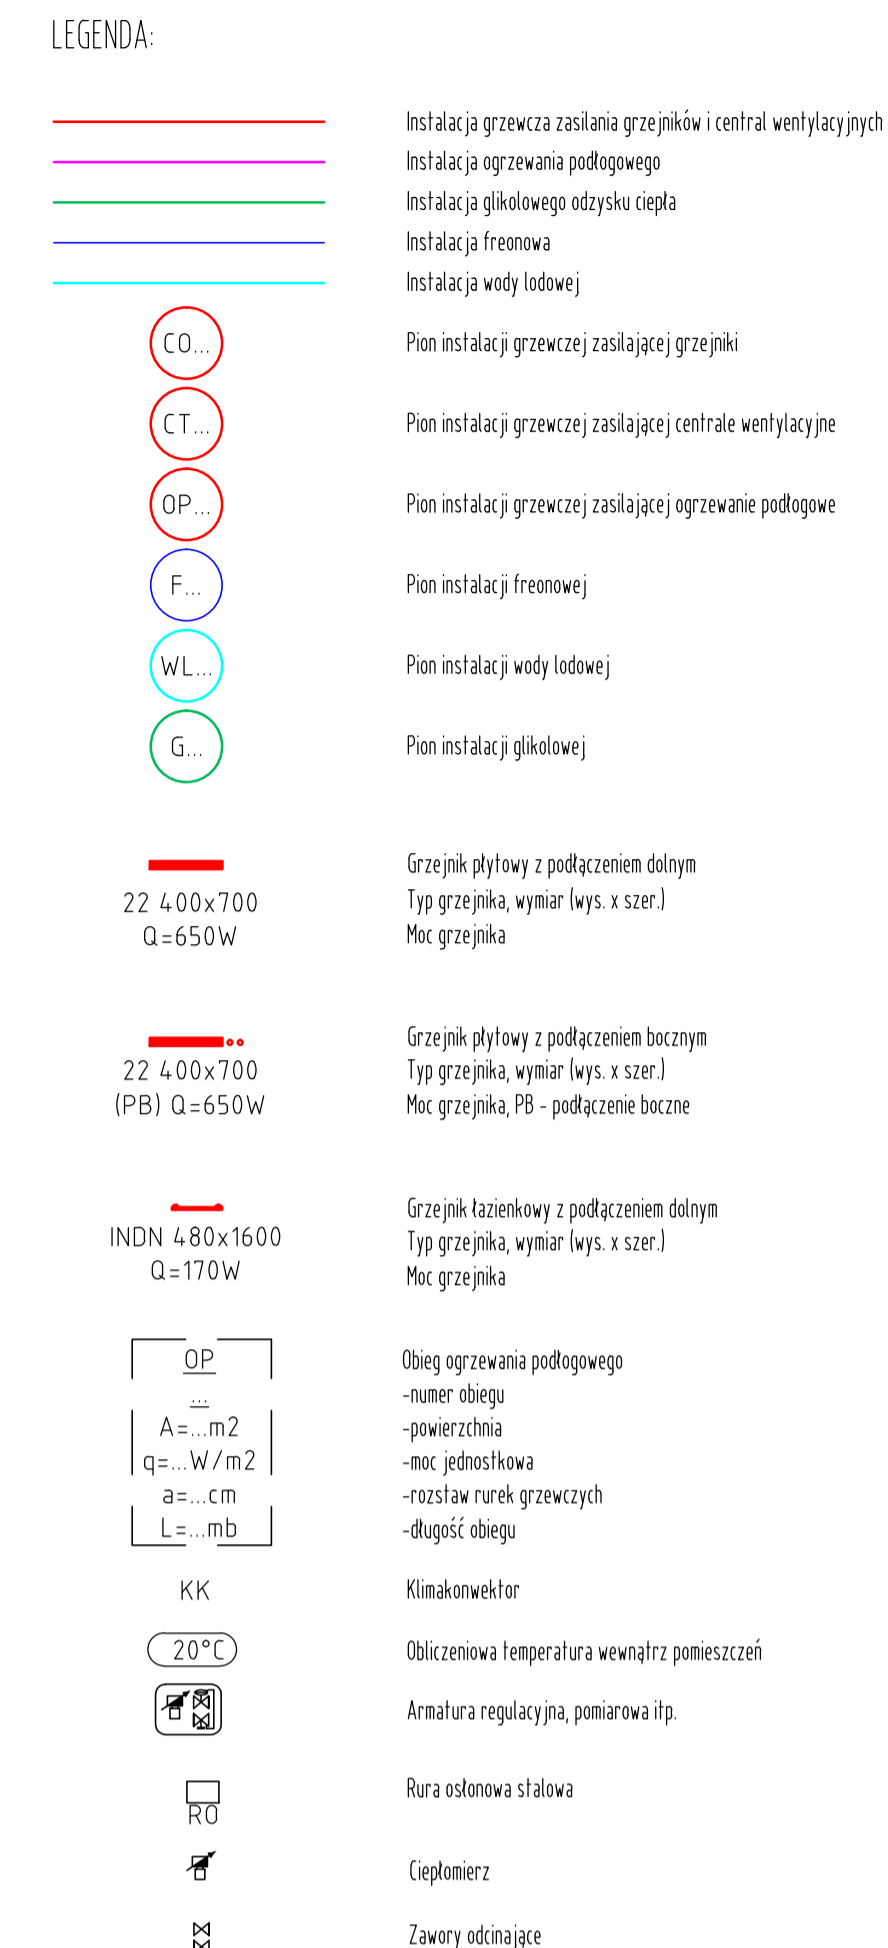 LEGENDA:
Instalacja grzewcza zasilania grzejników i central wentylacyjnych
Instalacja ogrzewania podłogowego
Instalacja glikolowego odzysku ciepła
Instalacja freonowa
Instalacja wody lodowej
CO... Pion instalacji grzewczej zasilającej grzejniki
CT... Pion instalacji grzewczej zasilającej centrale wentylacyjne
OP... Pion instalacji grzewczej zasilającej ogrzewanie podłogowe
F... Pion instalacji freonowej
WL... Pion instalacji wody lodowej
G... Pion instalacji glikolowej
Grzejnik płytowy z podłączeniem dolnym
22 400x700 Typ grzejnika, wymiar (wys. x szer.)
Q=650W Moc grzejnika
Grzejnik płytowy z podłączeniem bocznym
22 400x700 Typ grzejnika, wymiar (wys. x szer.)
(PB) Q=650W Moc grzejnika, PB - podłączenie boczne
Grzejnik łazienkowy z podłączeniem dolnym
INDN 480x1600 Typ grzejnika, wymiar (wys. x szer.)
Q=170W Moc grzejnika
OP Obieg ogrzewania podłogowego
... -numer obiegu
A=...m2 -powierzchnia
q=...W/m2 -moc jednostkowa
a=...cm -rozstaw rurek grzewczych
L=...mb -długość obiegu
KK Klimakonwektor
20°C Obliczeniowa temperatura wewnątrz pomieszczeń
Armatura regulacyjna, pomiarowa itp.
Rura osłonowa stalowa
RO
Ciepłomierz
Zawory odcinające